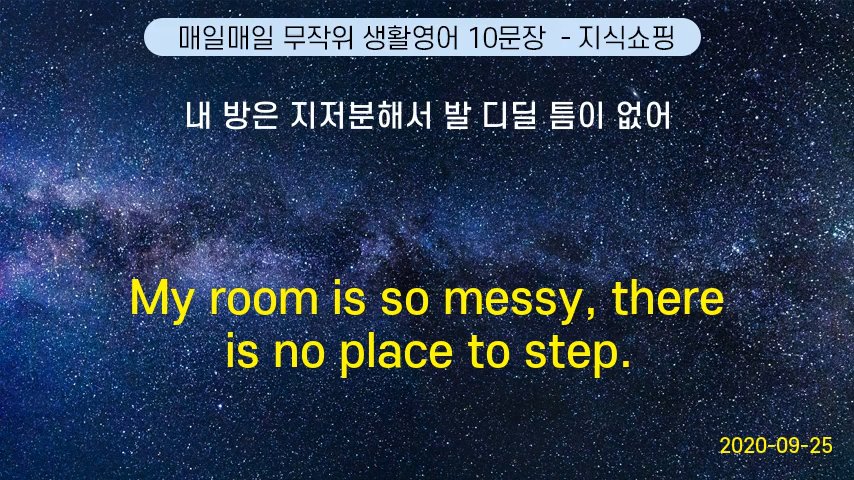 매일매일 무작위 생활영어 10문장 - 지식쇼핑
내 방은 지저분해서 발 디딜 틈이 없어
My room is so messy, there
is no place to step.
2020-09-25